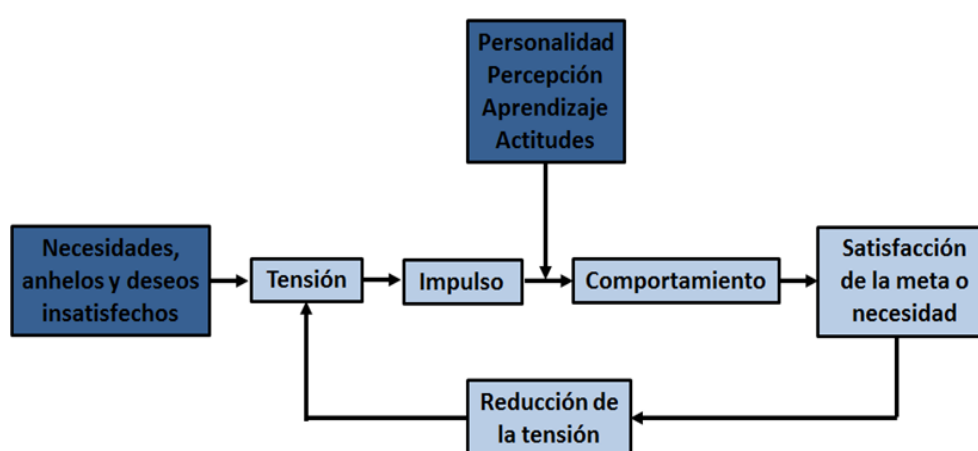 Personalidad
Percepción
Aprendizaje
Actitudes
Necesidades,
anhelos y deseos
insatisfechos
Tensión
Impulso
Comportamiento
Satisfacción
de la meta o
necesidad
Reducción de
la tensión